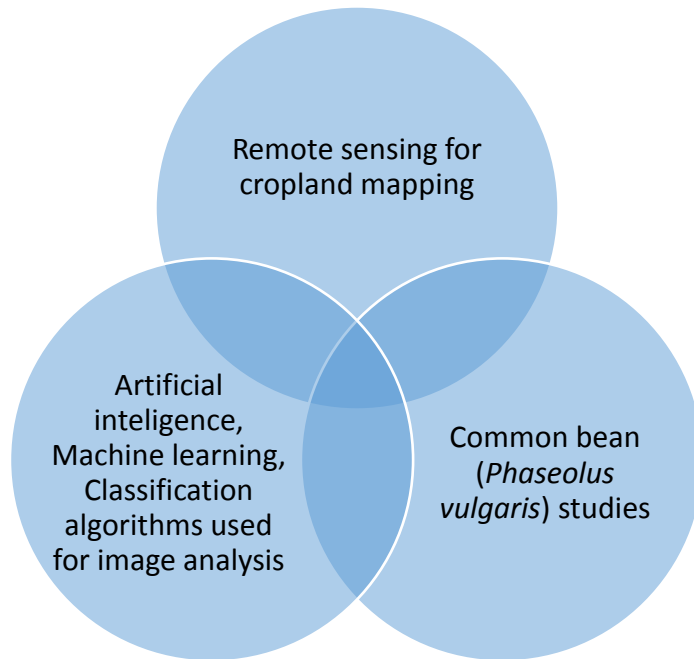 Remote sensing for
cropland mapping
Artificial
inteligence,
Machine learning,
Classification
algorithms used
for image analysis
Common bean
(Phaseolus
vulgaris) studies